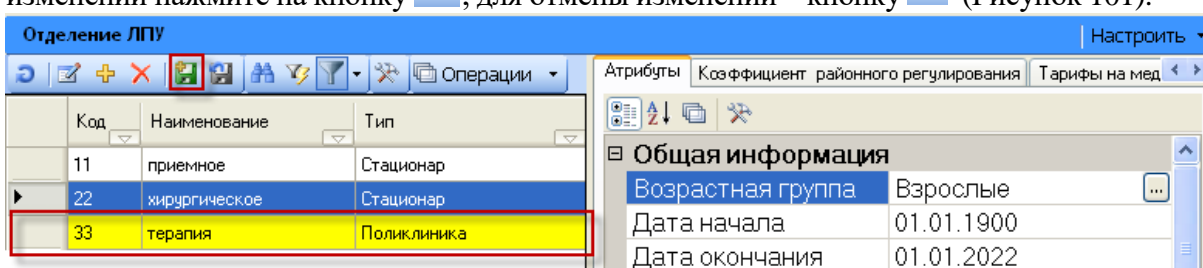 изменений нажмите на кнопку , для отмены изменений – кнопку (Рисунок 161).
Отделение ЛПУ
Настроить
Операции
Код Наименование Тип
11 приемное Стационар
22 хирургическое Стационар
33 терапия Поликлиника
Атрибуты Коэффициент районного регулирования Тарифы на мед
Общая информация
Возрастная группа Взрослые ...
Дата начала 01.01.1900
Дата окончания 01.01.2022